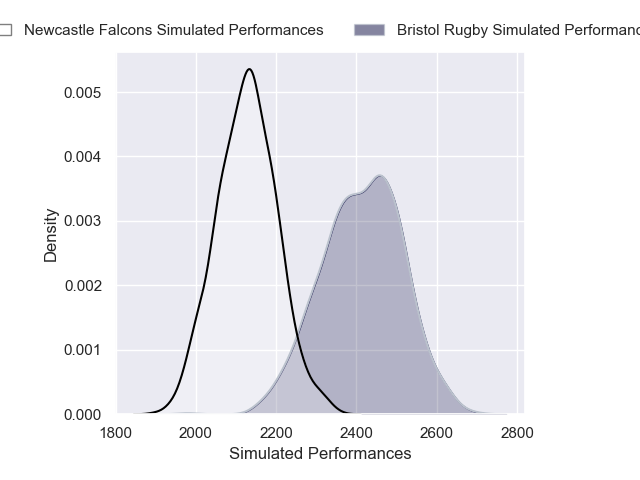 Newcastle Falcons Simulated Performances
Bristol Rugby Simulated
0.005
0.004
0.003
0.002
0.001
0.000
Density
1800 2000 2200 2400 2600 2800
Simulated Performances